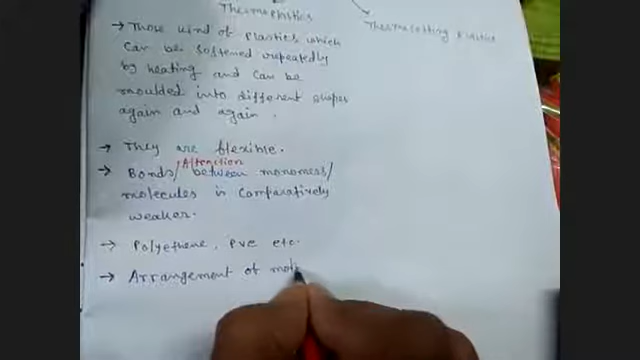 Thermoplastics
Thermosetting Plastics
→ Those kind of plastics which
can be softened repeatedly
by heating and can be
moulded into different shapes
again and again.
→ They are flexible.
→ Bonds/Attraction between monomers/
molecules is comparatively
weaker.
→ Polyethene, PVC etc.
→ Arrangement of mol